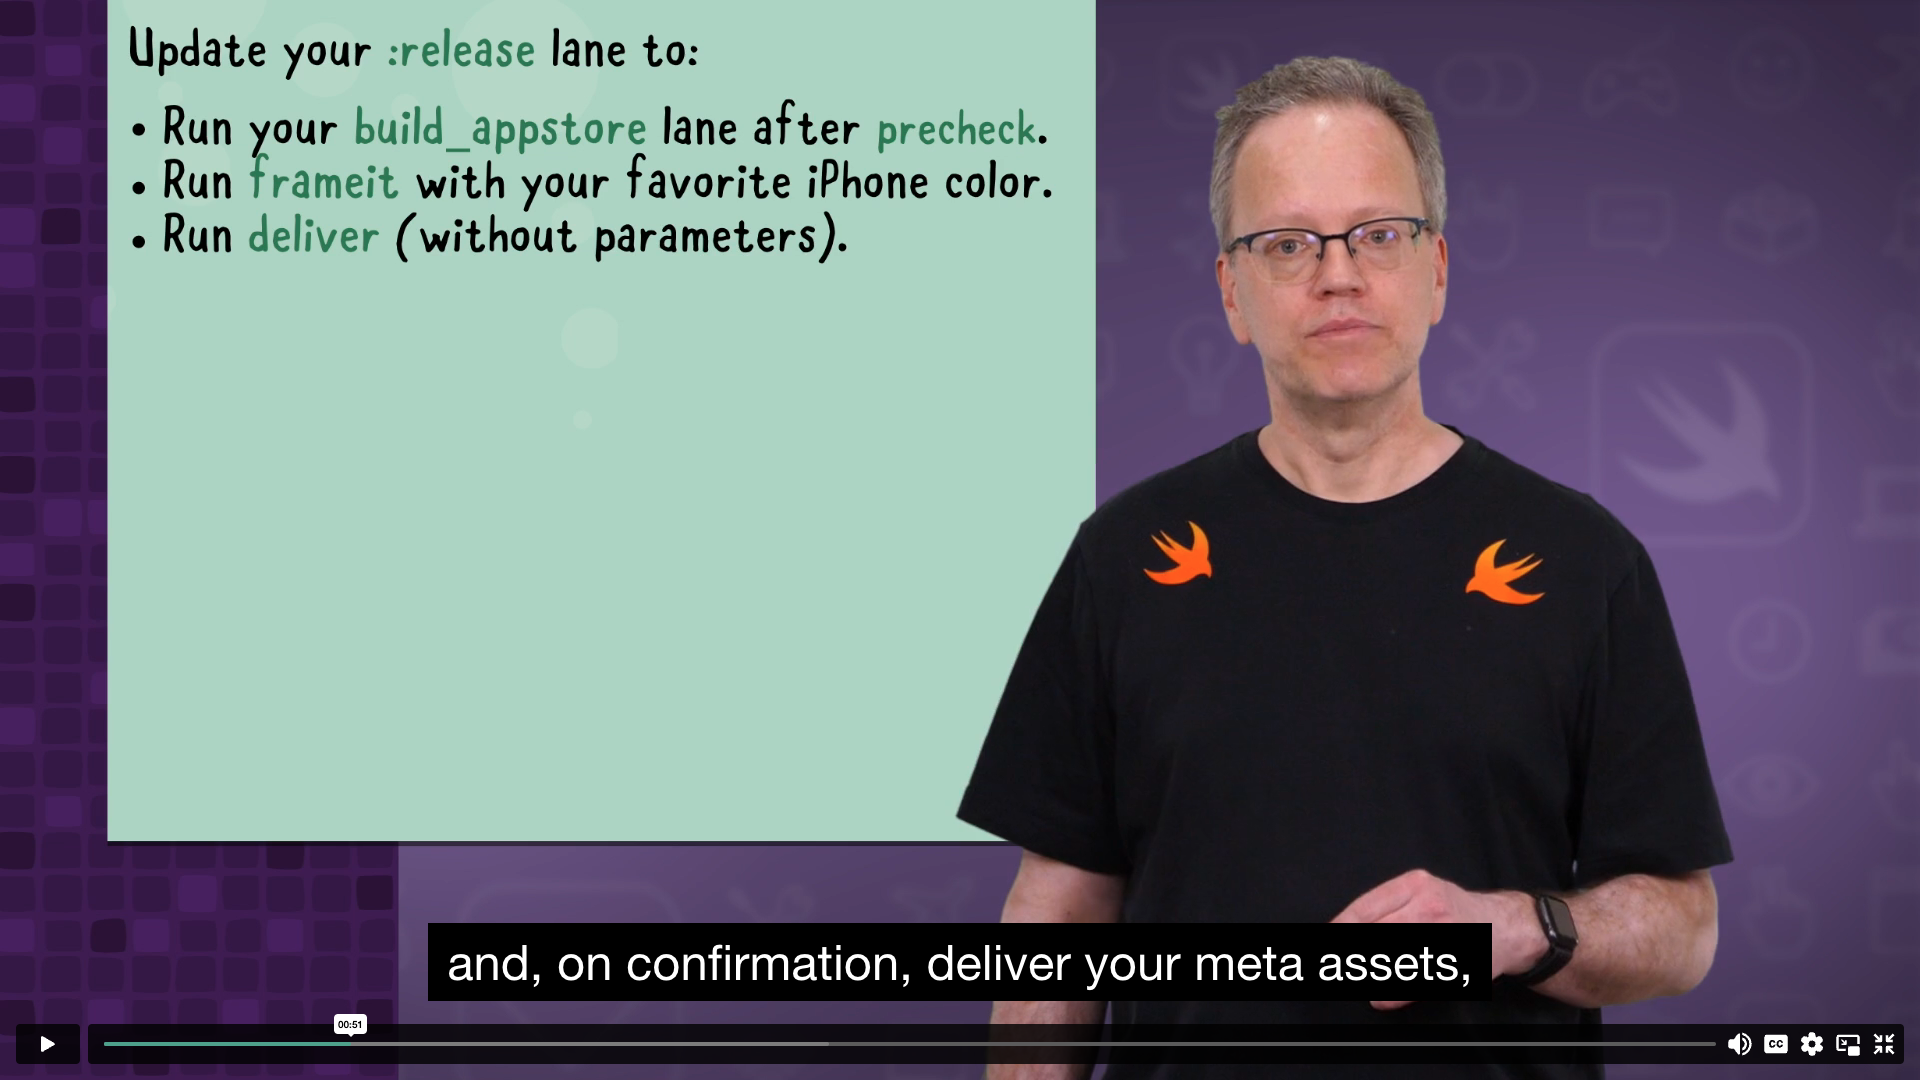 Update your :release lane to:
• Run your build_appstore lane after precheck.
• Run frameit with your favorite iPhone color.
• Run deliver (without parameters).
and, on confirmation, deliver your meta assets,
00:51
CC